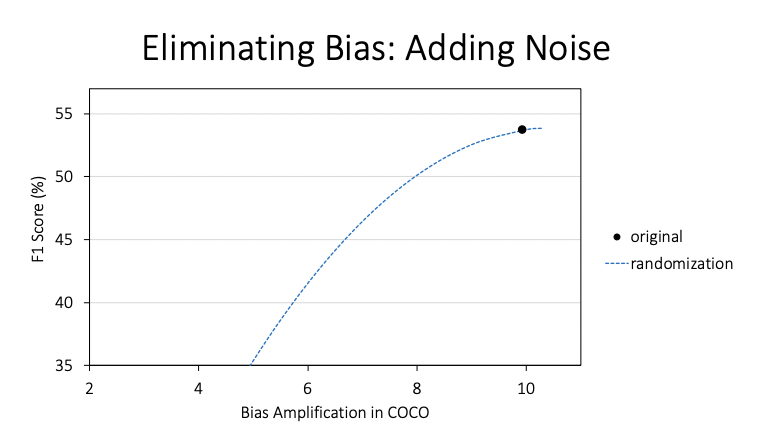 Eliminating Bias: Adding Noise
55
50
45
40
35
F1 Score (%)
2 4 6 8 10
Bias Amplification in COCO
original
randomization